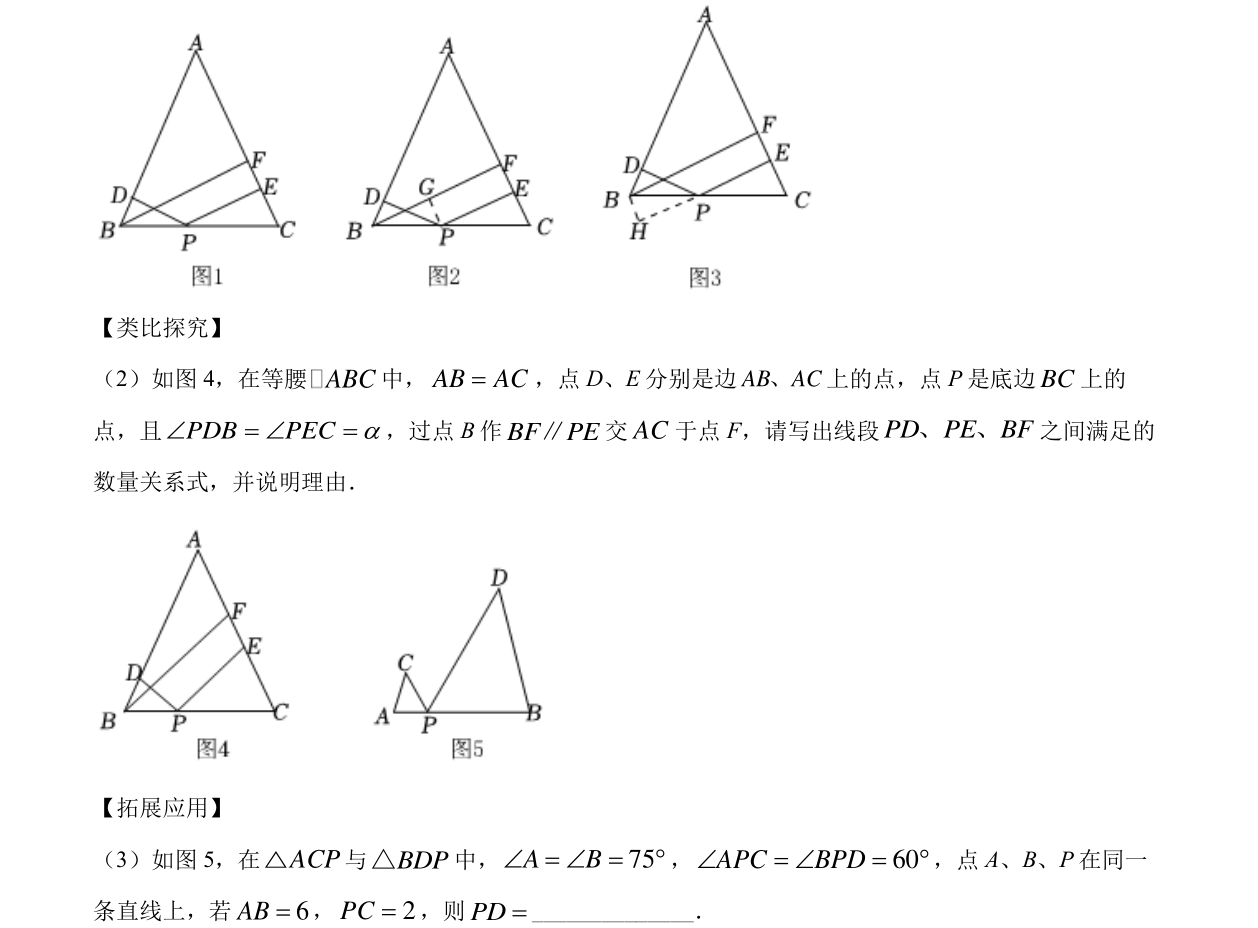 A A A
F F F
D D D
G
E E E
B P C B P C B H P C
图1 图2 图3
【类比探究】
（2）如图 4，在等腰□ABC 中， AB = AC ，点 D、E 分别是边 AB、AC 上的点，点 P 是底边 BC 上的
点，且∠PDB = ∠PEC = α ，过点 B 作 BF∥PE 交 AC 于点 F，请写出线段 PD、PE、BF 之间满足的
数量关系式，并说明理由．
A D
F
E C
D
B P C A P B
图4 图5
【拓展应用】
（3）如图 5，在△ACP 与△BDP 中，∠A = ∠B = 75°，∠APC = ∠BPD = 60°，点 A、B、P 在同一
条直线上，若 AB = 6， PC = 2，则 PD = ______________．